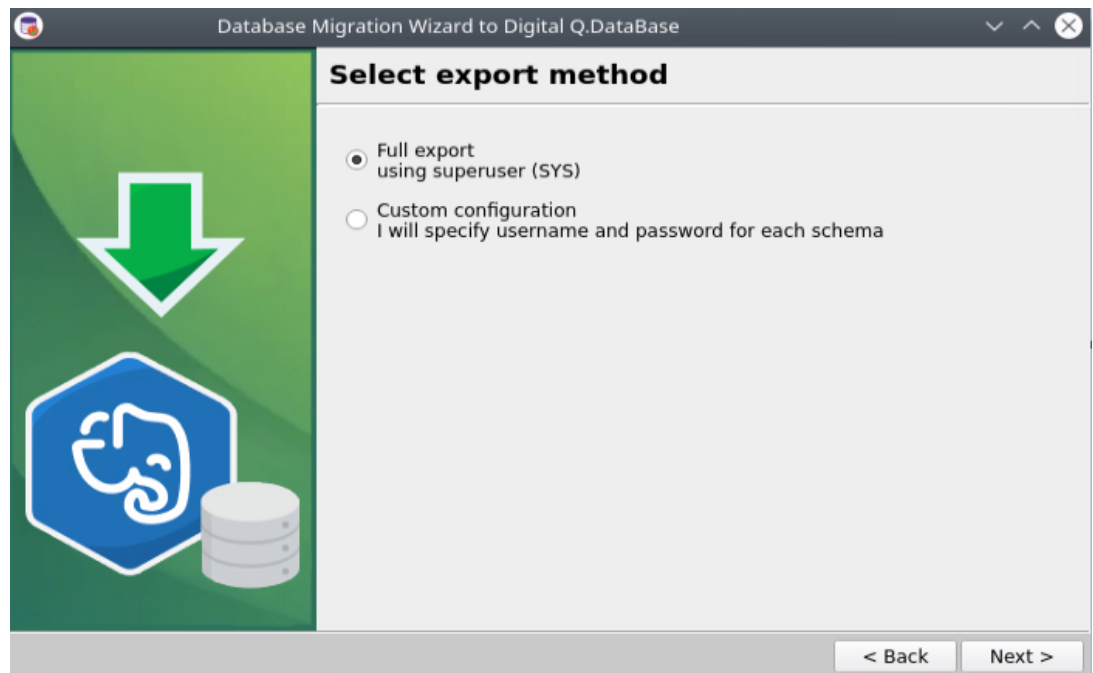 Database Migration Wizard to Digital Q.DataBase
Select export method
Full export
using superuser (SYS)
Custom configuration
I will specify username and password for each schema
< Back
Next >